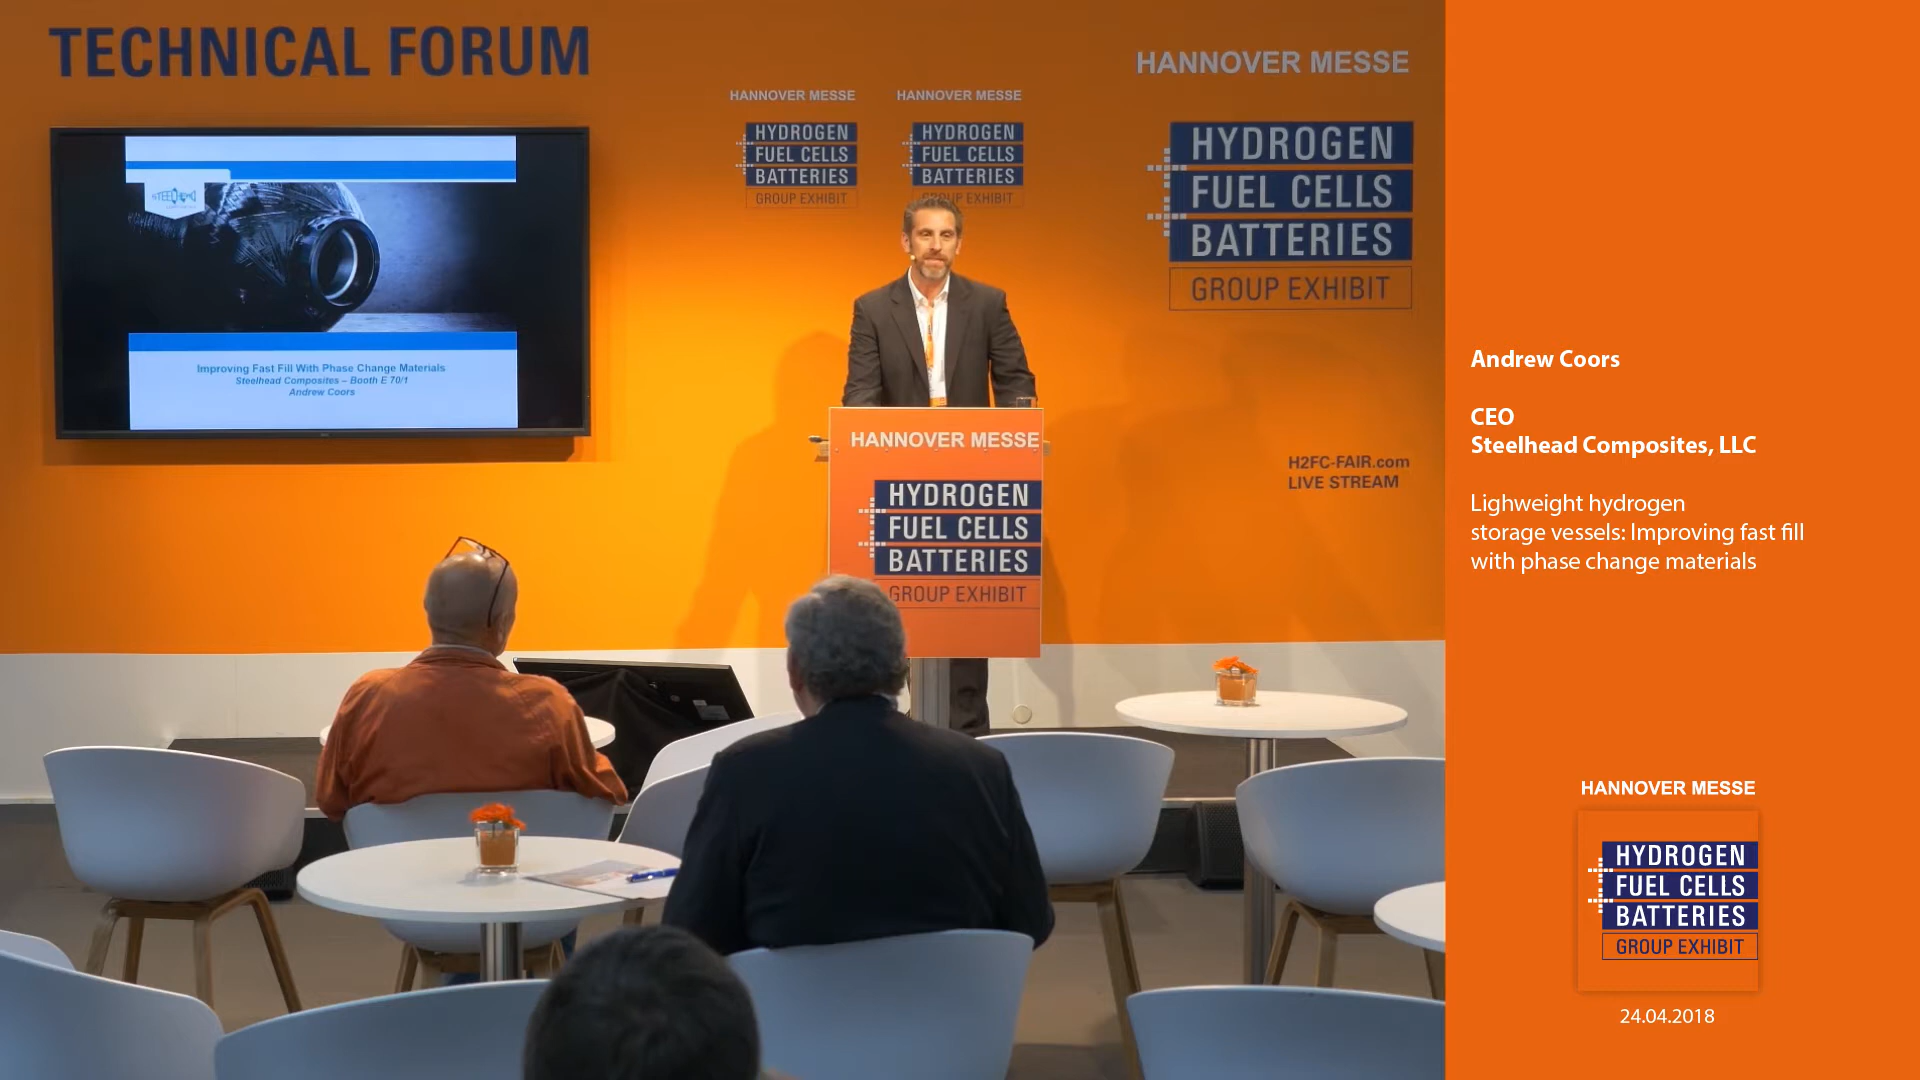 TECHNICAL FORUM
STEELHEAD
Improving Fast Fill With Phase Change Materials
Steelhead Composites – Booth E 70/1
Andrew Coors
HANNOVER MESSE
HYDROGEN
FUEL CELLS
BATTERIES
GROUP EXHIBIT
HANNOVER MESSE
HYDROGEN
FUEL CELLS
BATTERIES
GROUP EXHIBIT
HANNOVER MESSE
HYDROGEN
FUEL CELLS
BATTERIES
GROUP EXHIBIT
HANNOVER MESSE
HYDROGEN
FUEL CELLS
BATTERIES
GROUP EXHIBIT
H2FC-FAIR.com
LIVE STREAM
Andrew Coors
CEO
Steelhead Composites, LLC
Lighweight hydrogen
storage vessels: Improving fast fill
with phase change materials
HANNOVER MESSE
HYDROGEN
FUEL CELLS
BATTERIES
GROUP EXHIBIT
24.04.2018